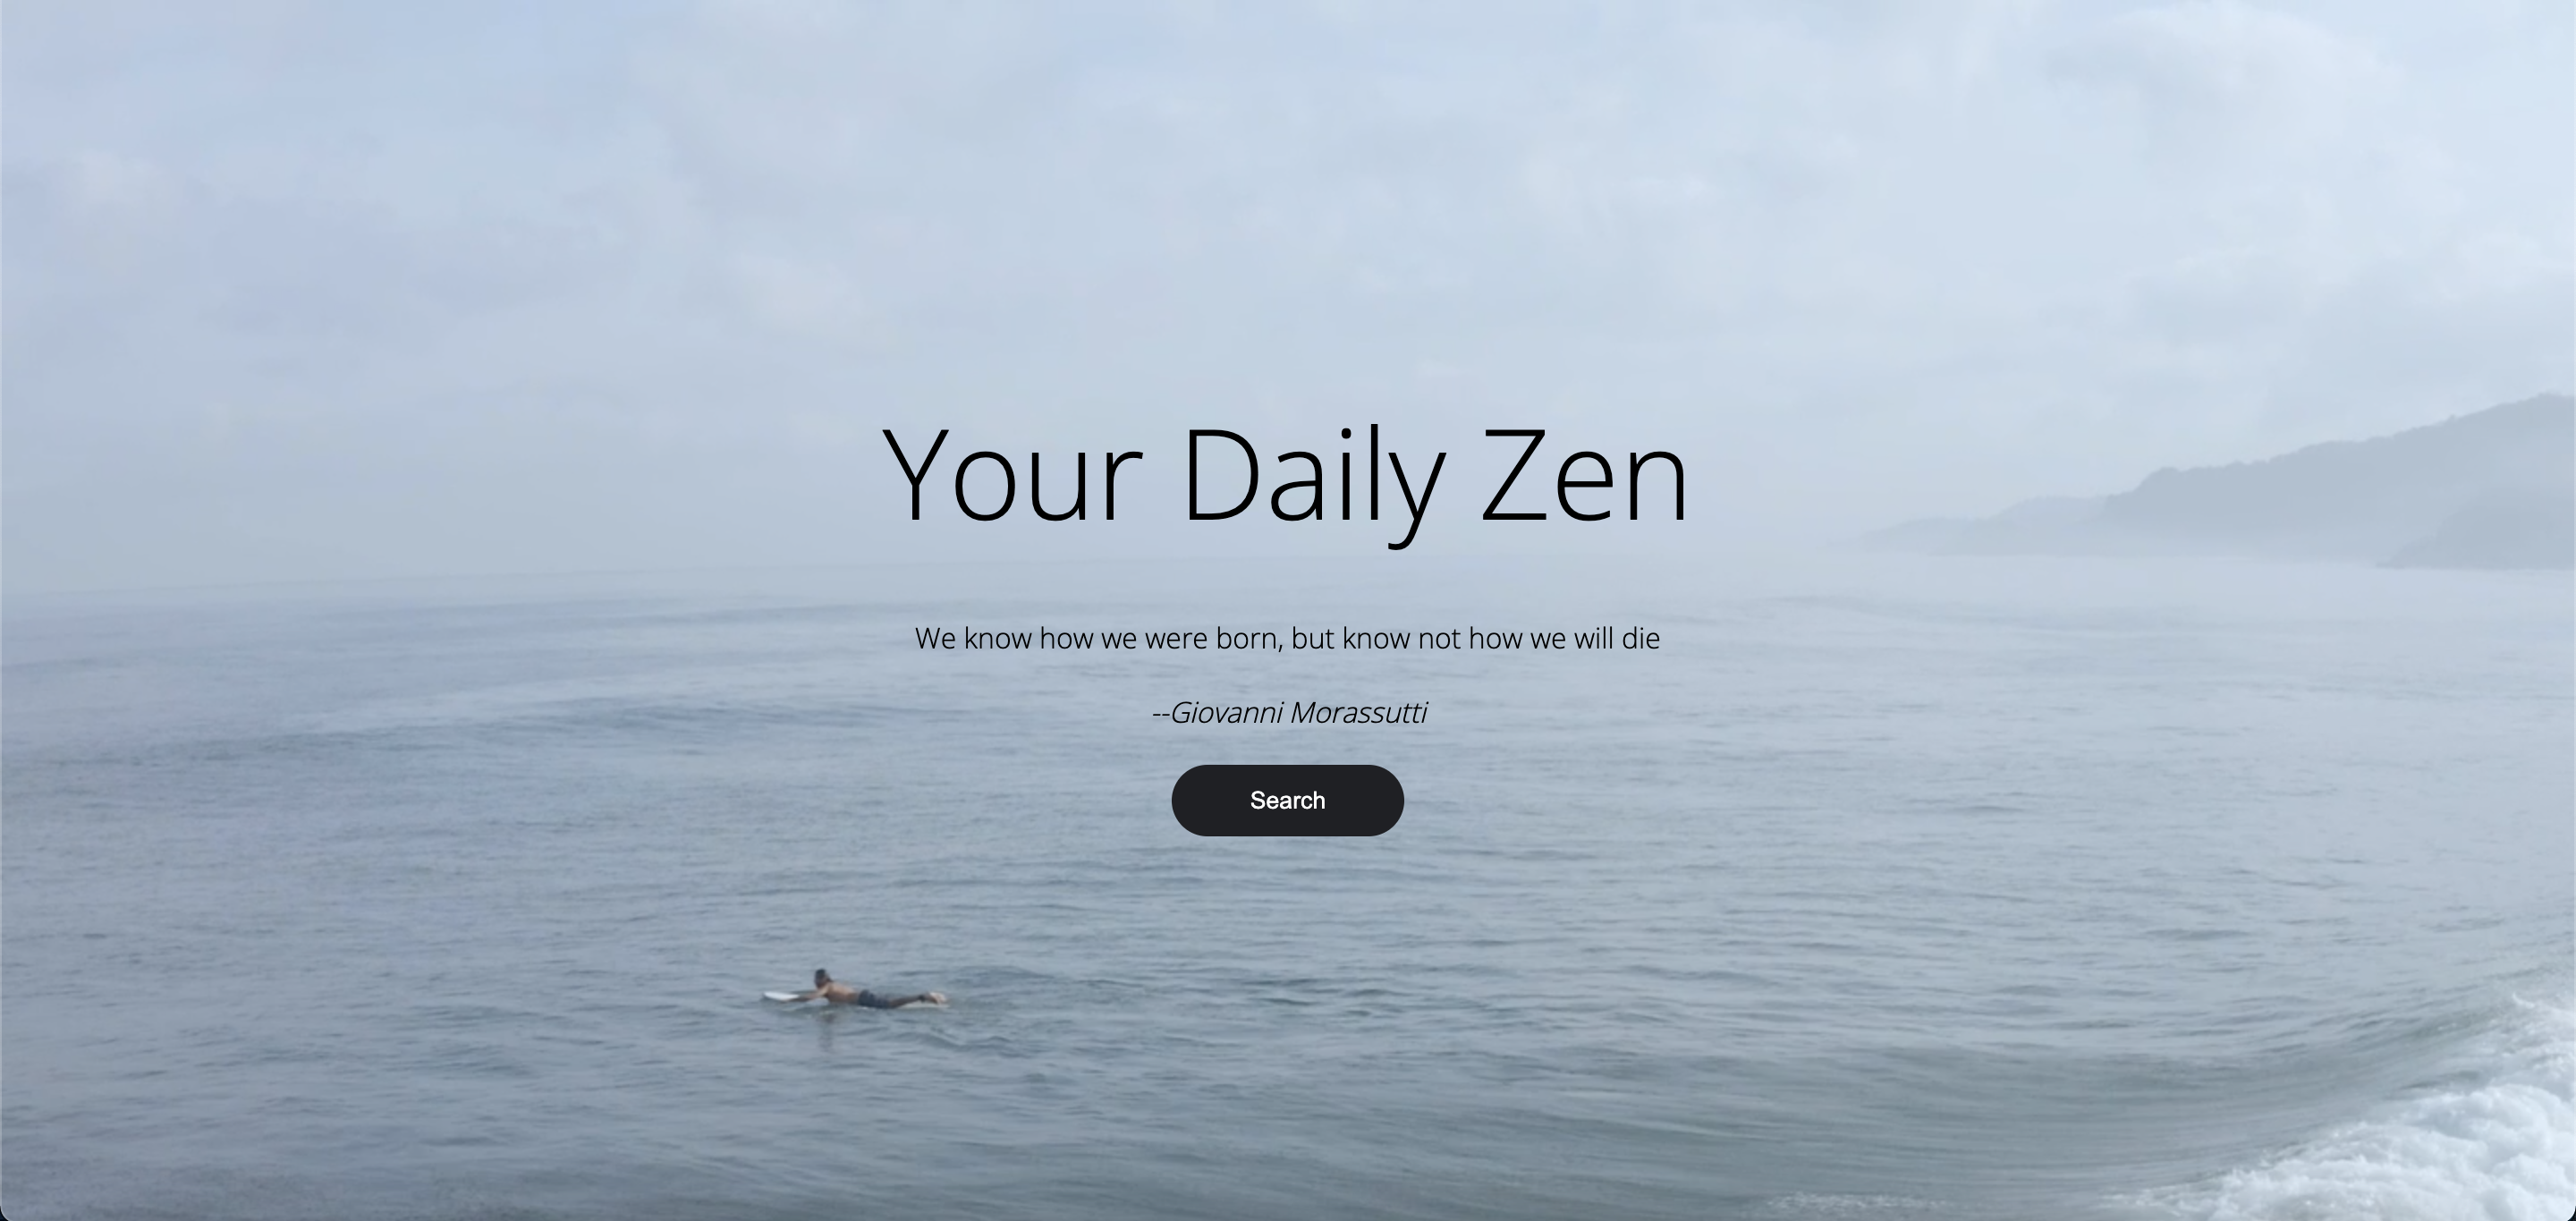 Your Daily Zen
We know how we were born, but know not how we will die
--Giovanni Morassutti
Search